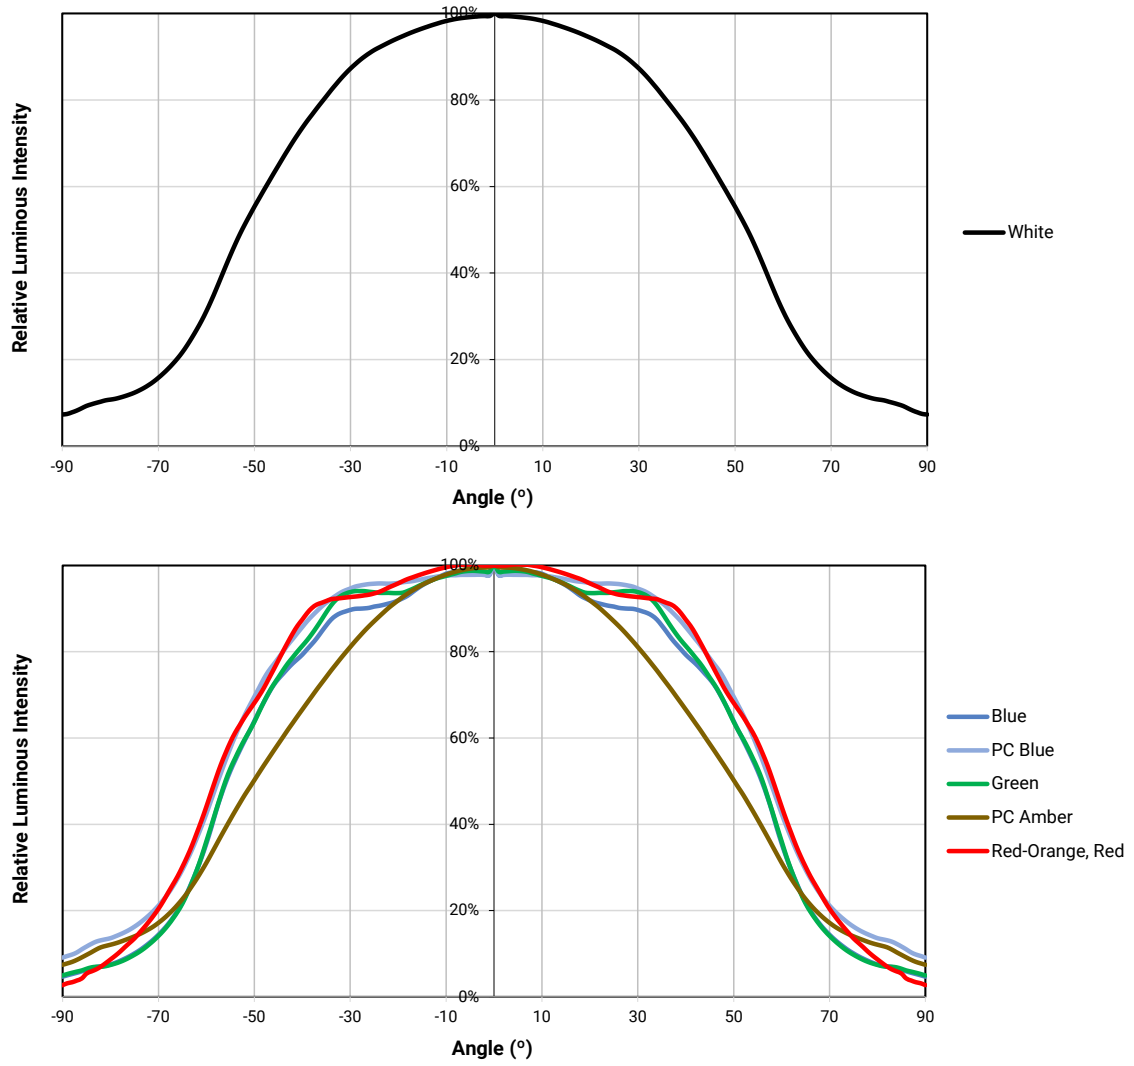 100%
80%
60%
40%
20%
0%
Relative Luminous Intensity
-90 -70 -50 -30 -10 10 30 50 70 90
Angle (º)
White
100%
80%
60%
40%
20%
0%
Relative Luminous Intensity
-90 -70 -50 -30 -10 10 30 50 70 90
Angle (º)
Blue
PC Blue
Green
PC Amber
Red-Orange, Red